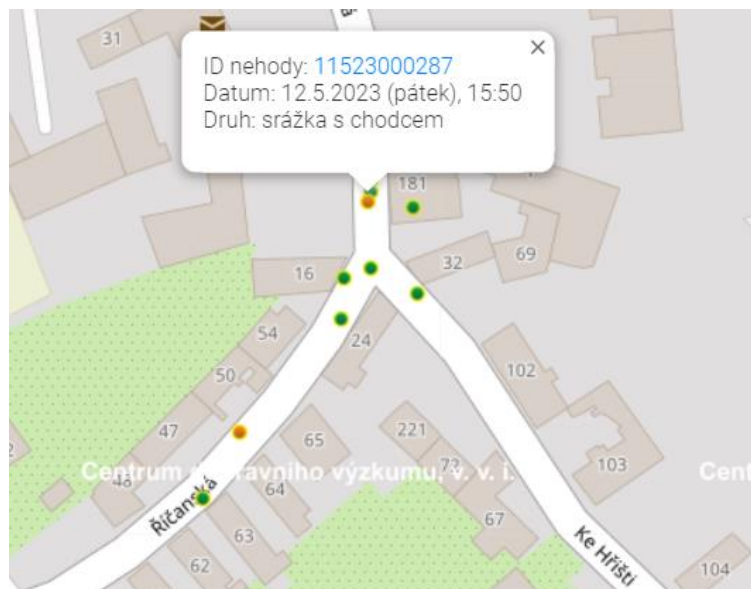 31
ID nehody: 11523000287
Datum: 12.5.2023 (pátek), 15:50
Druh: srážka s chodcem
181
16
32
69
54
24
50
102
47
65
221
Centrum dopravního výzkumu, v. v. i.
Cent
48
64
73
103
Říčanská
63
67
62
Ke Hřišti
104